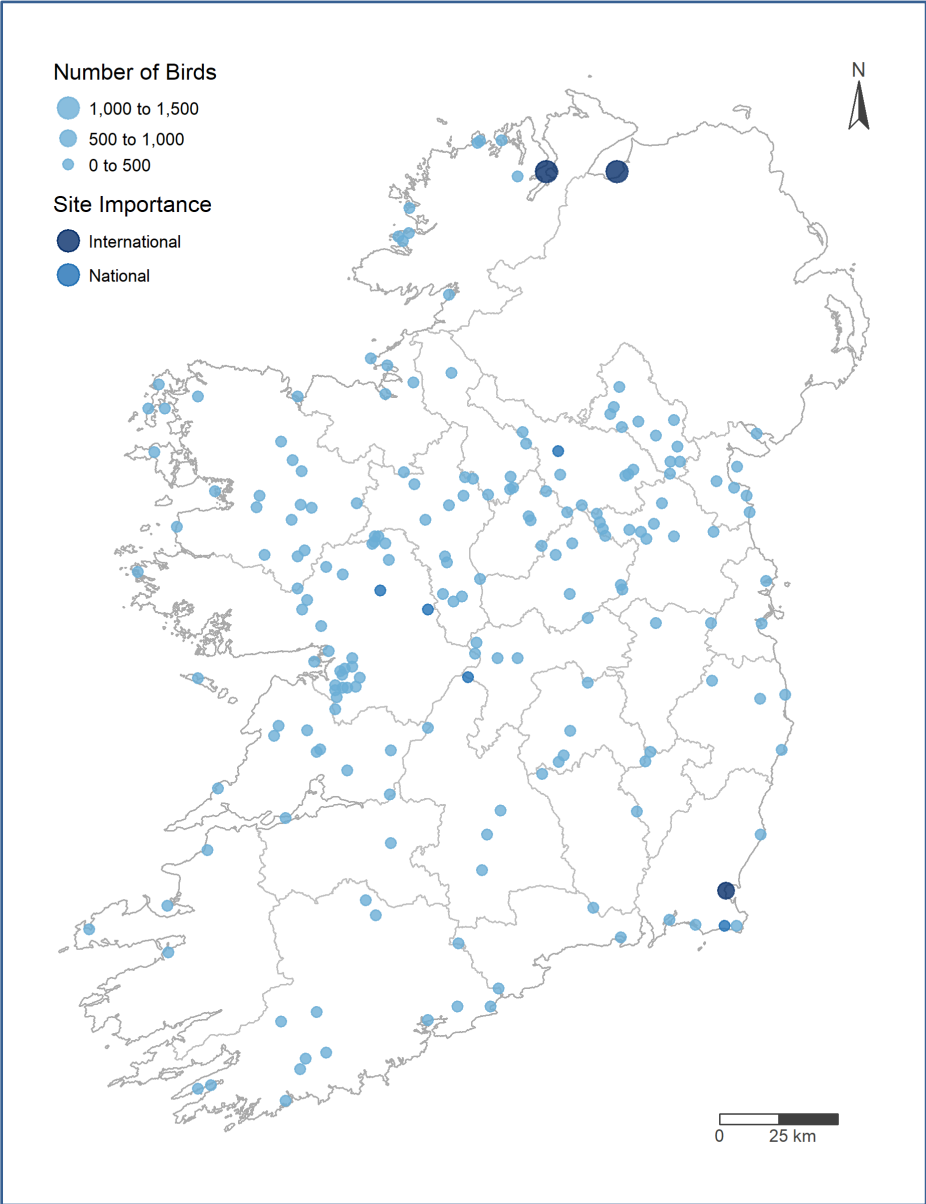 Number of Birds
1,000 to 1,500
500 to 1,000
0 to 500
Site Importance
International
National
N
0 25 km